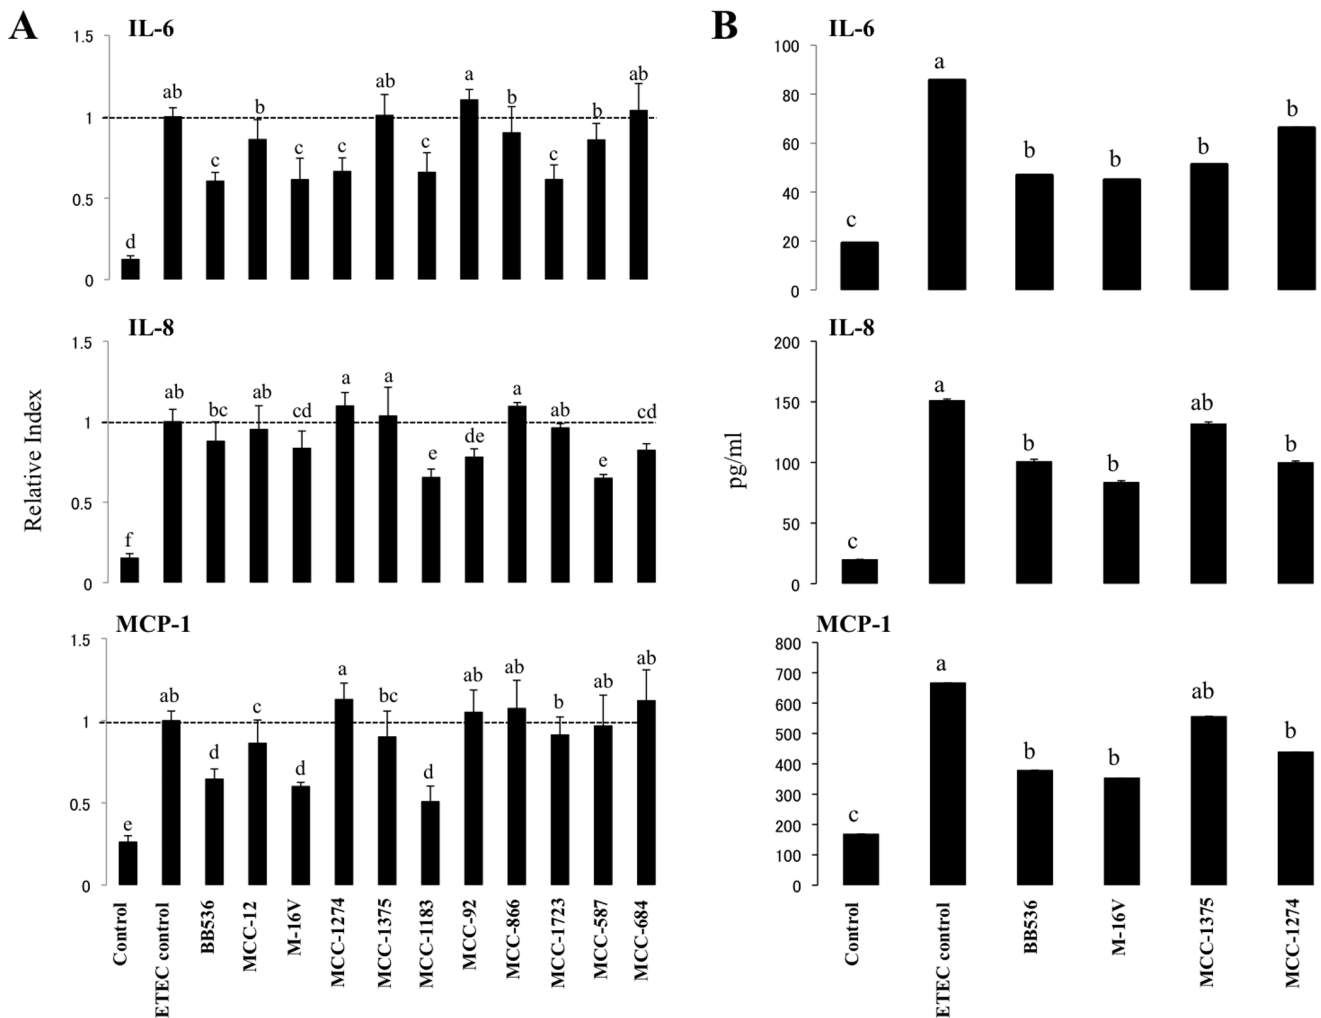 A
IL-6
1.5
1
0.5
0
d
ab
c
b
c
c
ab
c
a
b
c
b
ab
IL-8
1.5
1
0.5
0
f
ab
bc
ab
cd
a
a
e
de
a
ab
e
cd
Relative Index
MCP-1
1.5
1
0.5
0
e
ab
d
c
d
a
bc
d
ab
ab
b
ab
ab
Control
ETEC control
BB536
MCC-12
M-16V
MCC-1274
MCC-1375
MCC-1183
MCC-92
MCC-866
MCC-1723
MCC-587
MCC-684
B
IL-6
100
80
60
40
20
0
c
a
b
b
b
b
IL-8
200
150
100
50
0
c
a
b
b
ab
b
pg/ml
MCP-1
800
700
600
500
400
300
200
100
0
c
a
b
b
ab
b
Control
ETEC control
BB536
M-16V
MCC-1375
MCC-1274